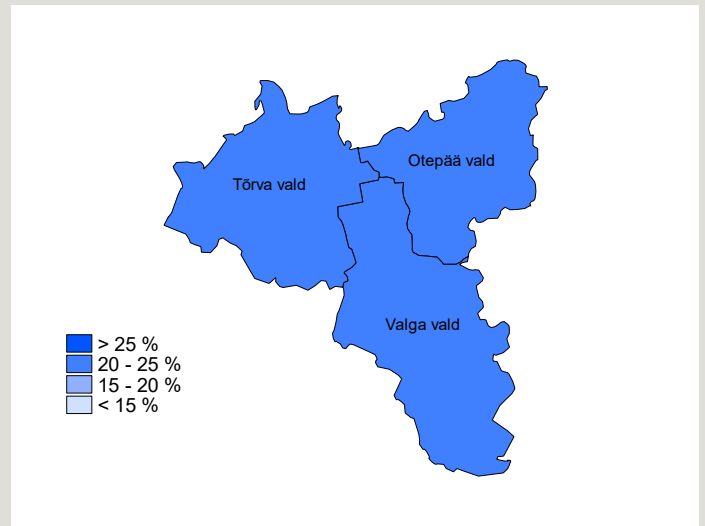 Otepää vald
Tõrva vald
Valga vald
> 25 %
20 - 25 %
15 - 20 %
< 15 %